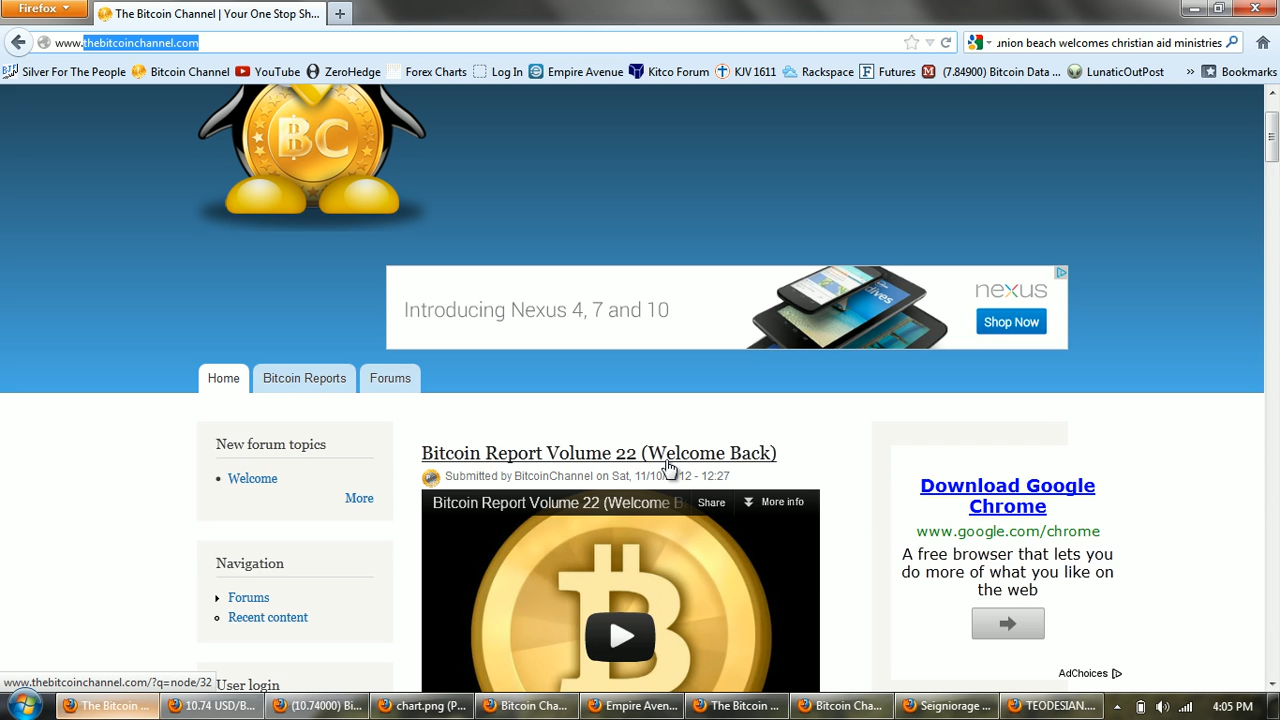 Firefox
The Bitcoin Channel | Your One Stop Sh...
www.thebitcoinchannel.com
union beach welcomes christian aid ministries
Silver For The People
Bitcoin Channel
YouTube
ZeroHedge
Forex Charts
Log In
Empire Avenue
Kitco Forum
KJV 1611
Rackspace
Futures
(7.84900) Bitcoin Data ...
LunaticOutPost
»
Bookmarks
BC
Introducing Nexus 4, 7 and 10
nexus
Shop Now
Home
Bitcoin Reports
Forums
New forum topics
Welcome
More
Navigation
Forums
Recent content
User login
Bitcoin Report Volume 22 (Welcome Back)
Submitted by BitcoinChannel on Sat, 11/10/2012 - 12:27
Bitcoin Report Volume 22 (Welcome B
Share
More info
Download Google
Chrome
www.google.com/chrome
A free browser that lets you
do more of what you like on
the web
AdChoices
www.thebitcoinchannel.com/?q=node/32
The Bitcoin ...
10.74 USD/B...
(10.74000) Bi...
chart.png (P...
Bitcoin Cha...
Empire Aven...
The Bitcoin ...
Bitcoin Cha...
Seigniorage ...
TEODESIAN...
4:05 PM